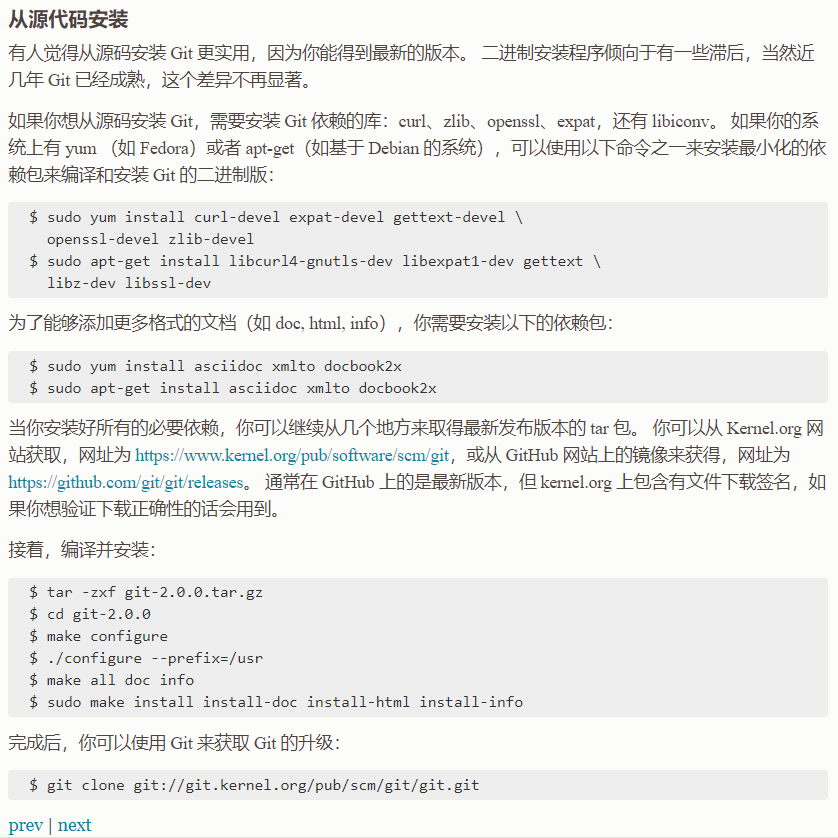 从源代码安装
有人觉得从源码安装 Git 更实用，因为你能得到最新的版本。 二进制安装程序倾向于有一些滞后，当然近
几年 Git 已经成熟，这个差异不再显著。
如果你想从源码安装 Git，需要安装 Git 依赖的库：curl、zlib、openssl、expat，还有 libiconv。 如果你的系
统上有 yum （如 Fedora）或者 apt-get（如基于 Debian 的系统），可以使用以下命令之一来安装最小化的依
赖包来编译和安装 Git 的二进制版：
$ sudo yum install curl-devel expat-devel gettext-devel \
openssl-devel zlib-devel
$ sudo apt-get install libcurl4-gnutls-dev libexpat1-dev gettext \
libz-dev libssl-dev
为了能够添加更多格式的文档（如 doc, html, info），你需要安装以下的依赖包：
$ sudo yum install asciidoc xmlto docbook2x
$ sudo apt-get install asciidoc xmlto docbook2x
当你安装好所有的必要依赖，你可以继续从几个地方来取得最新发布版本的 tar 包。 你可以从 Kernel.org 网
站获取，网址为 https://www.kernel.org/pub/software/scm/git，或从 GitHub 网站上的镜像来获得，网址为
https://github.com/git/git/releases。 通常在 GitHub 上的是最新版本，但 kernel.org 上包含有文件下载签名，如
果你想验证下载正确性的话会用到。
接着，编译并安装：
$ tar -zxf git-2.0.0.tar.gz
$ cd git-2.0.0
$ make configure
$ ./configure --prefix=/usr
$ make all doc info
$ sudo make install install-doc install-html install-info
完成后，你可以使用 Git 来获取 Git 的升级：
$ git clone git://git.kernel.org/pub/scm/git/git.git
prev | next